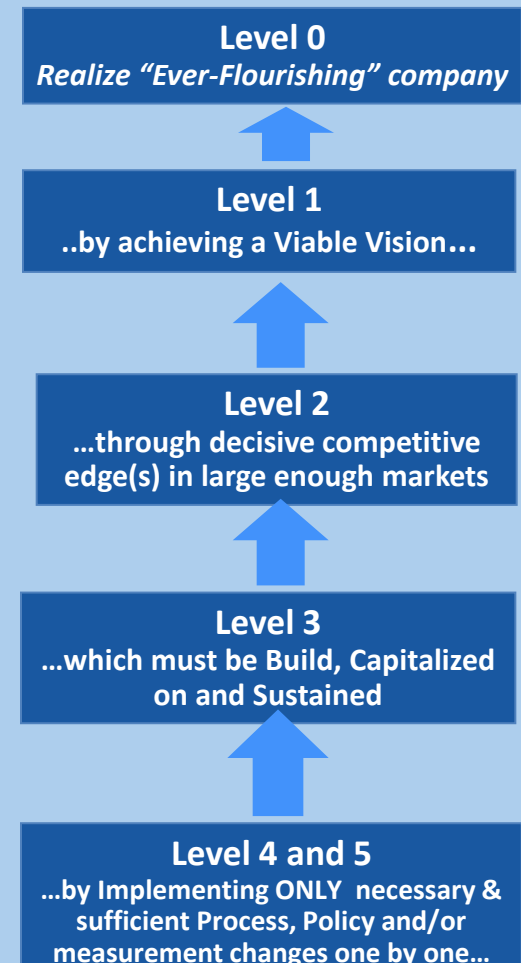 Level 0
Realize “Ever-Flourishing” company
Level 1
..by achieving a Viable Vision...
Level 2
…through decisive competitive
edge(s) in large enough markets
Level 3
…which must be Build, Capitalized
on and Sustained
Level 4 and 5
…by Implementing ONLY necessary &
sufficient Process, Policy and/or
measurement changes one by one…